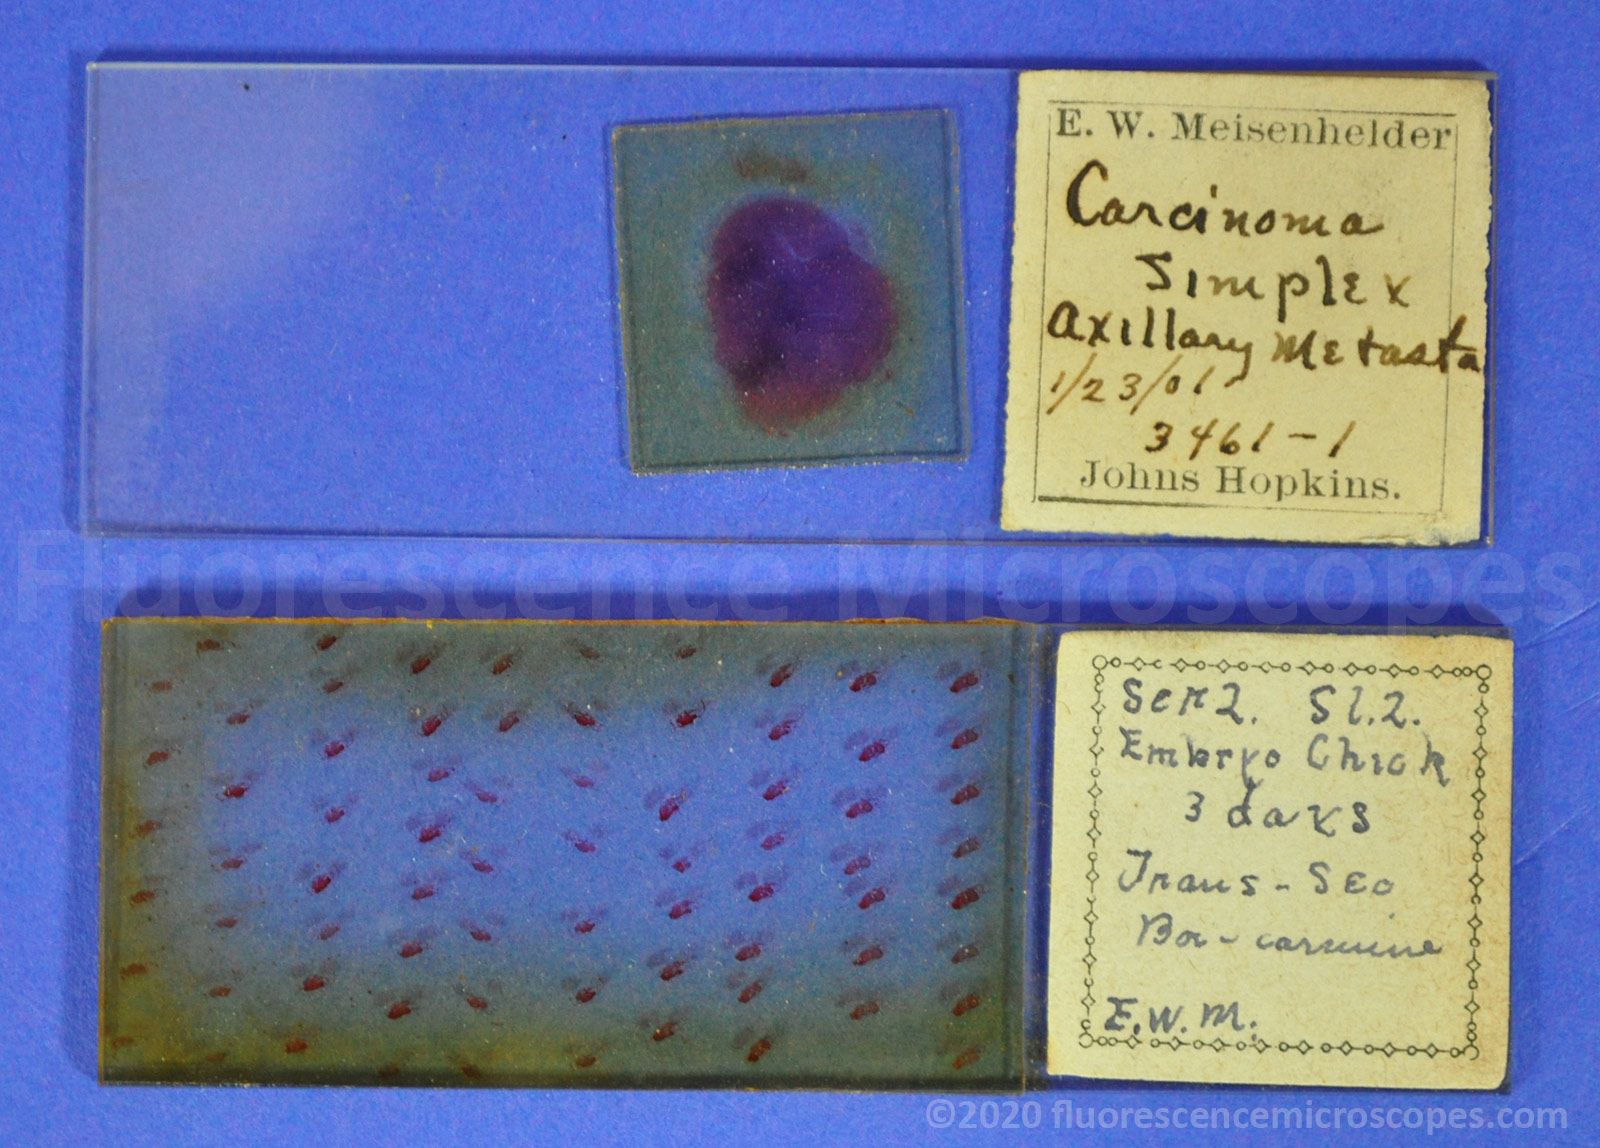 E. W. Meisenhelder
Carcinoma
Simplex
Axillary Metasta
1/23/01
3461-1
Johns Hopkins.
Fluorescence Microscopes
Ser 2. Sl. 2.
Embryo Chick
3 days
Trans-Sec
Bor-carmine
E.W.M.
©2020 fluorescencemicroscopes.com